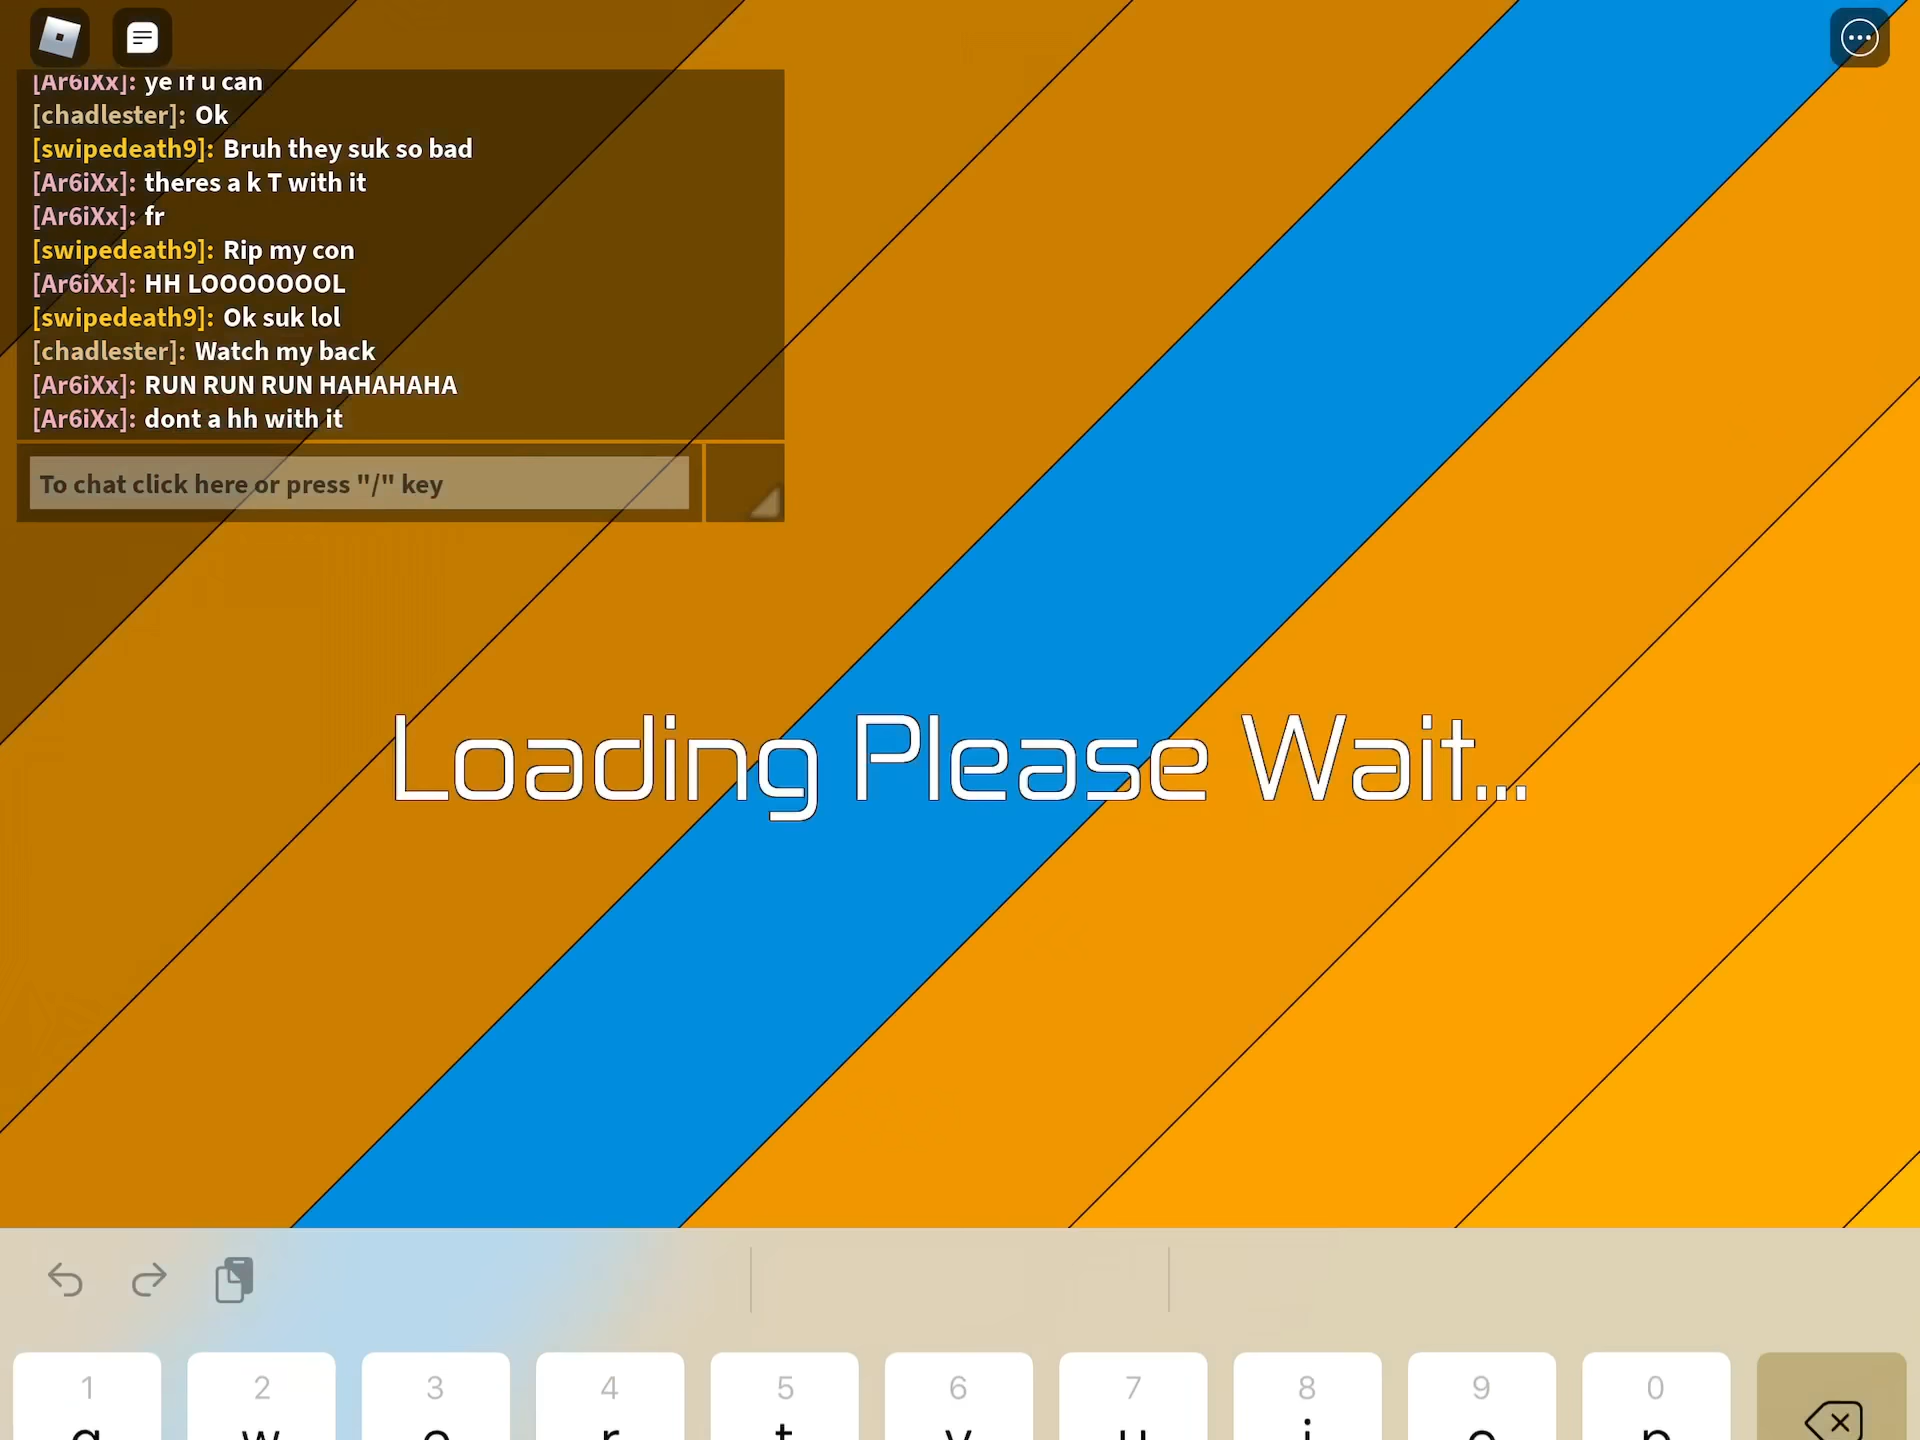 [Ar6iXx]: ye if u can
[chadlester]: Ok
[swipedeath9]: Bruh they suk so bad
[Ar6iXx]: theres a k T with it
[Ar6iXx]: fr
[swipedeath9]: Rip my con
[Ar6iXx]: HH LOOOOOOOL
[swipedeath9]: Ok suk lol
[chadlester]: Watch my back
[Ar6iXx]: RUN RUN RUN HAHAHAHA
[Ar6iXx]: dont a hh with it
To chat click here or press "/" key
Loading Please Wait...
1 2 3 4 5 6 7 8 9 0
q w e r t y u i o p